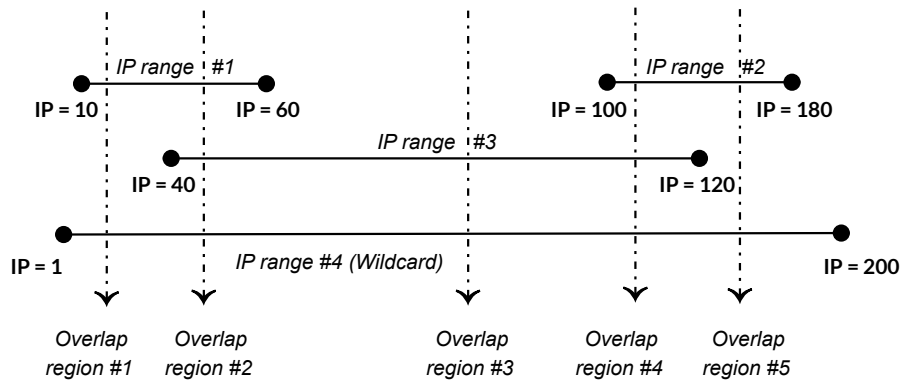 IP range #1
IP range #2
IP = 10
IP = 60
IP = 100
IP = 180
IP range #3
IP = 40
IP = 120
IP = 1
IP range #4 (Wildcard)
IP = 200
Overlap
region #1
Overlap
region #2
Overlap
region #3
Overlap
region #4
Overlap
region #5